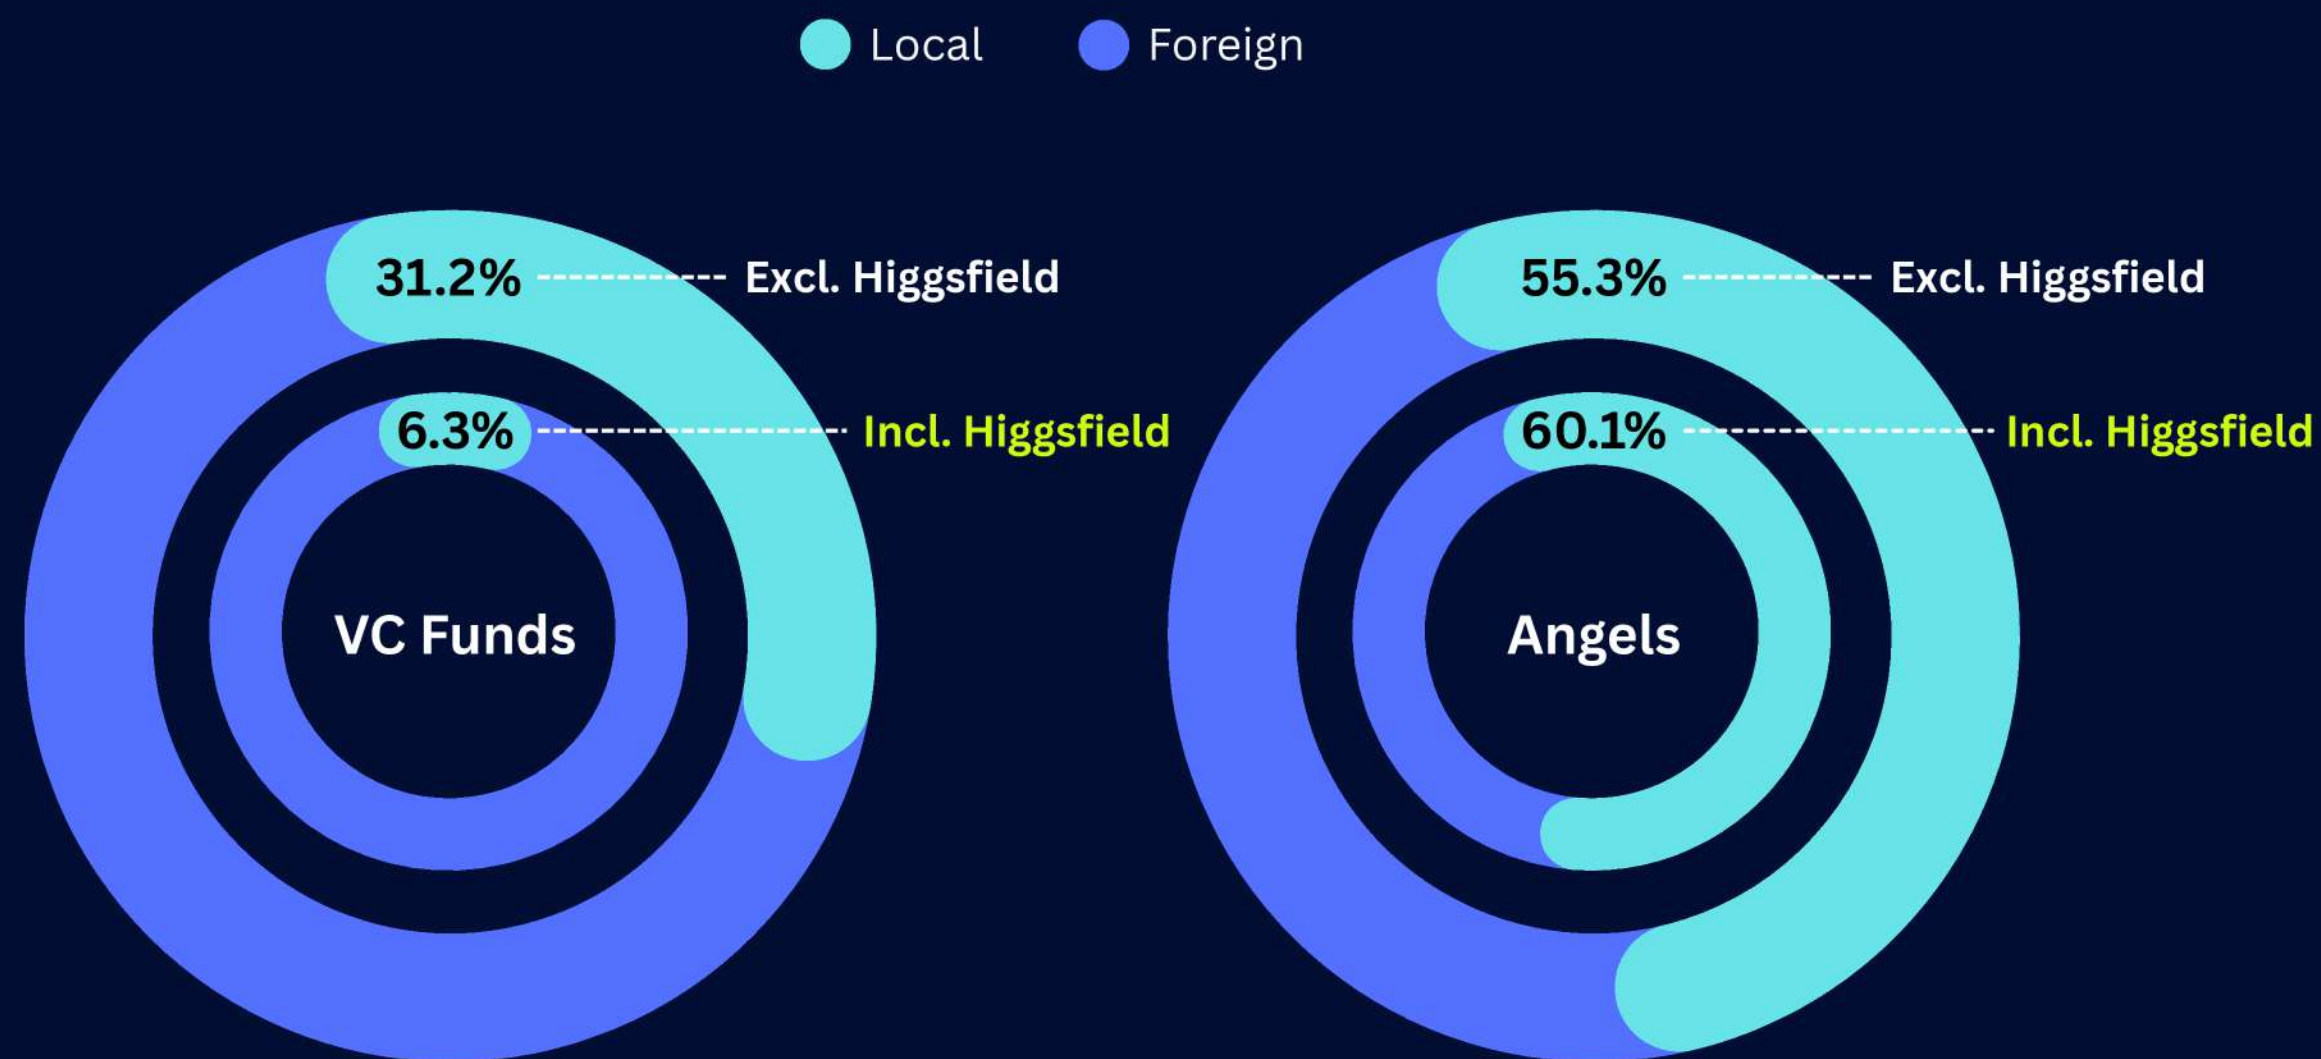 Local
Foreign
31.2%
Excl. Higgsfield
6.3%
Incl. Higgsfield
VC Funds
55.3%
Excl. Higgsfield
60.1%
Incl. Higgsfield
Angels